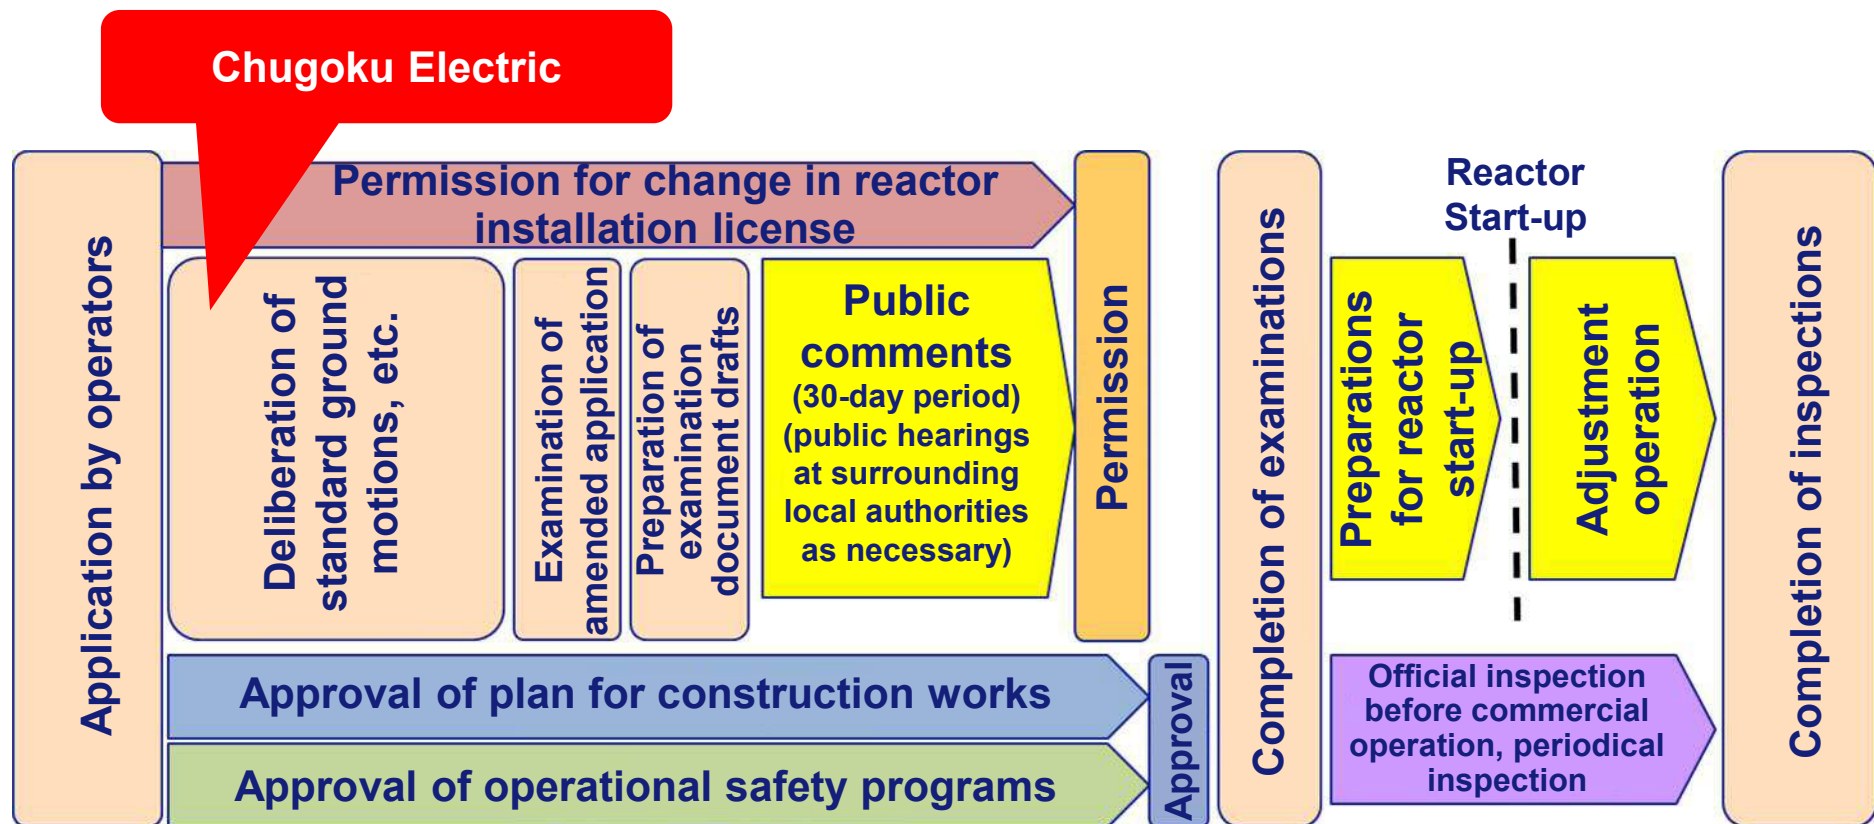 Chugoku Electric
Application by operators
Permission for change in reactor
installation license
Deliberation of
standard ground
motions, etc.
Examination of
amended application
Preparation of
examination
document drafts
Public
comments
(30-day period)
(public hearings
at surrounding
local authorities
as necessary)
Permission
Approval of plan for construction works
Approval of operational safety programs
Approval
Completion of examinations
Reactor
Start-up
Preparations
for reactor
start-up
Adjustment
operation
Official inspection
before commercial
operation, periodical
inspection
Completion of inspections